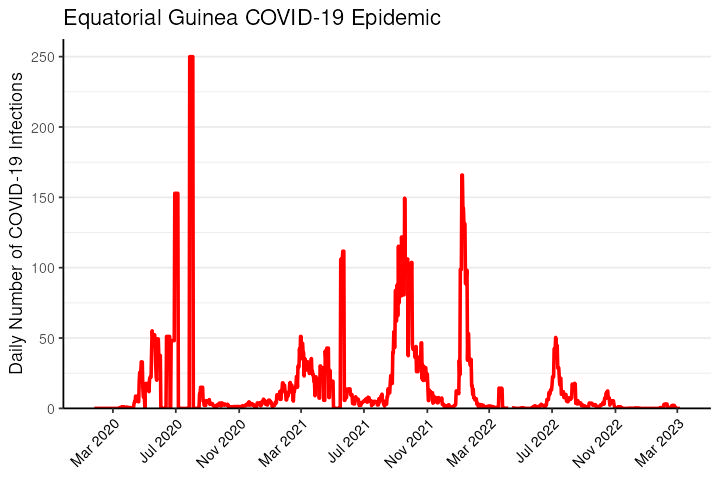 Equatorial Guinea COVID-19 Epidemic
Daily Number of COVID-19 Infections
250
200
150
100
50
0
Mar 2020
Jul 2020
Nov 2020
Mar 2021
Jul 2021
Nov 2021
Mar 2022
Jul 2022
Nov 2022
Mar 2023